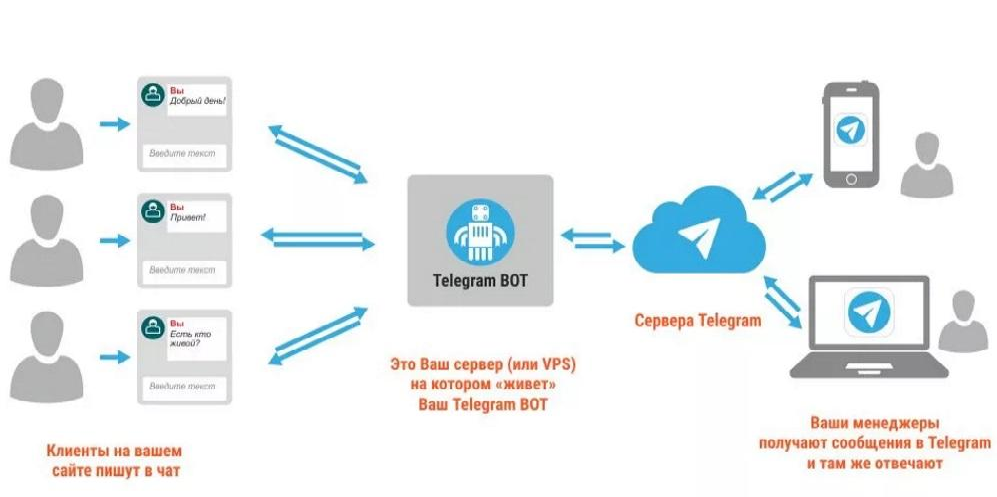 Вы
Добрый день!
Введите текст
Вы
Привет!
Введите текст
Вы
Есть кто
живой?
Введите текст
Клиенты на вашем
сайте пишут в чат
Telegram BOT
Это Ваш сервер (или VPS)
на котором «живет»
Ваш Telegram BOT
Сервера Telegram
Ваши менеджеры
получают сообщения в Telegram
и там же отвечают